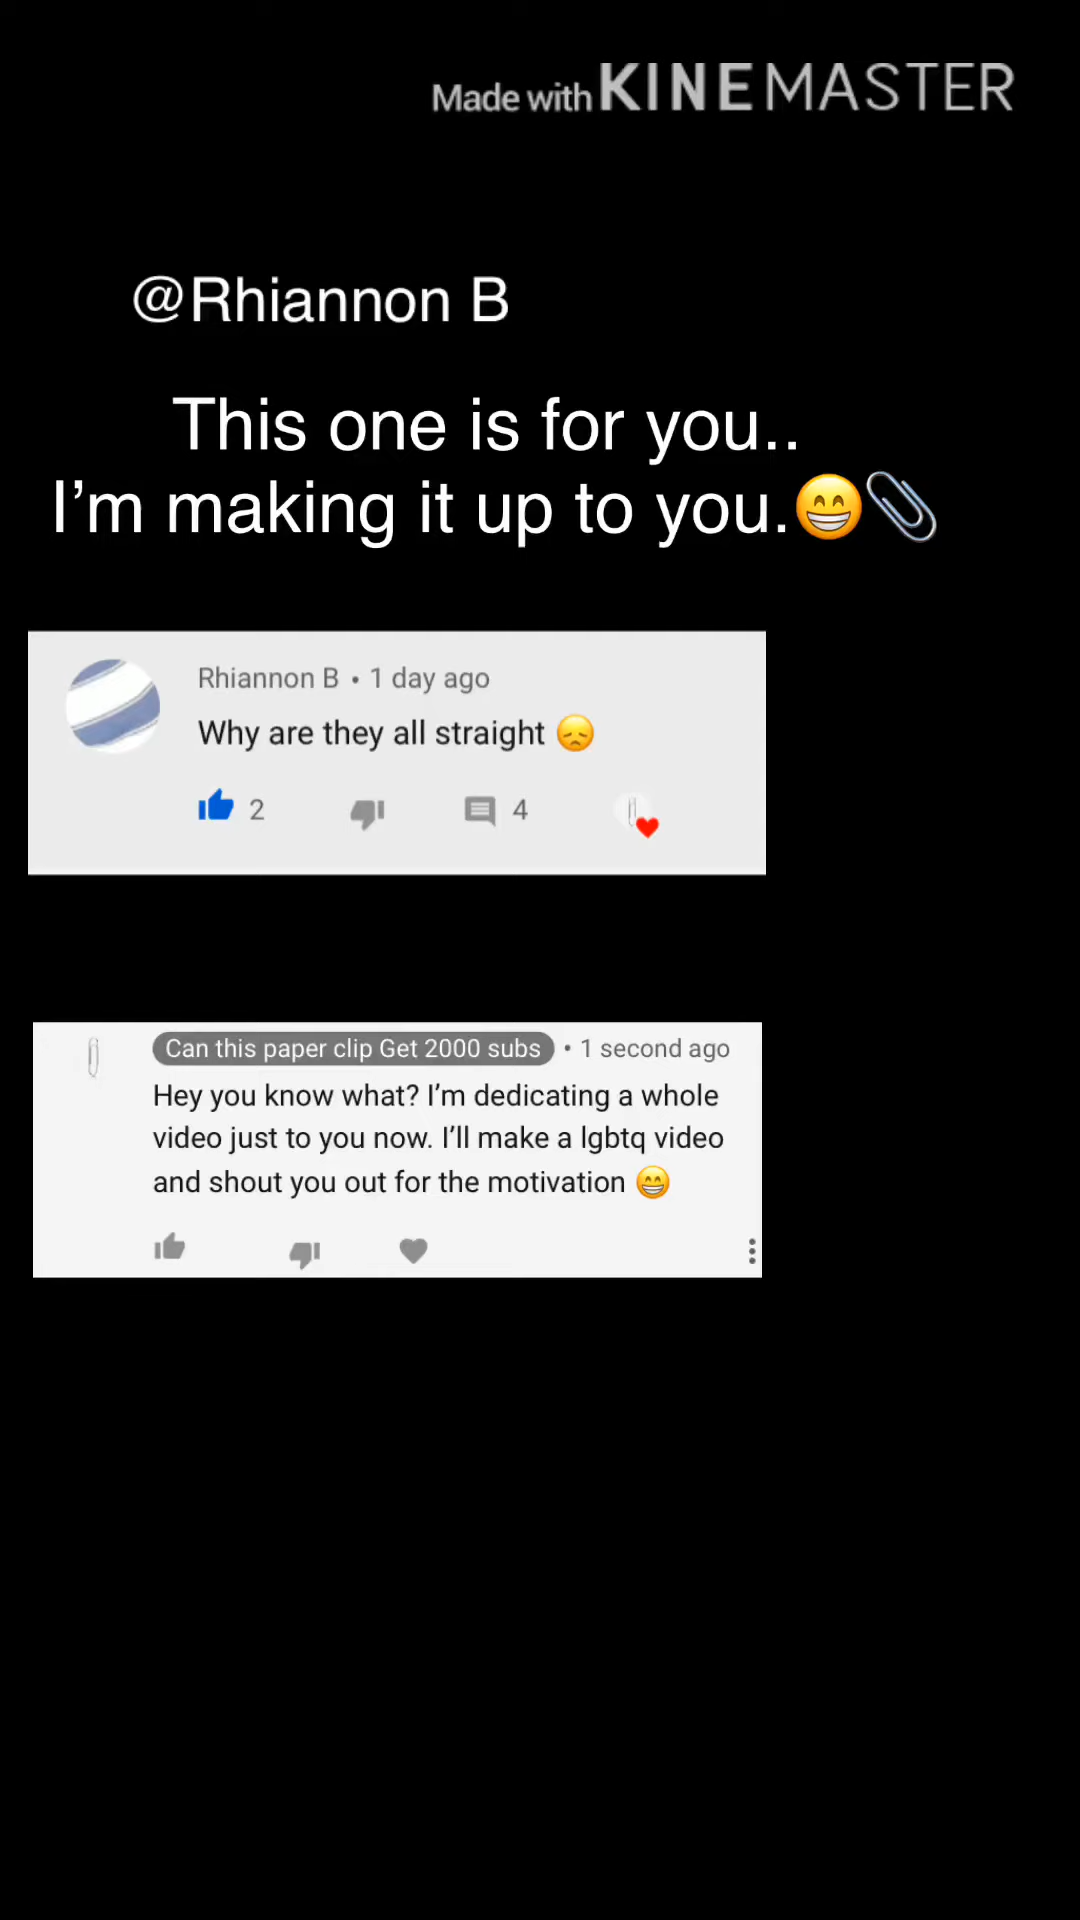 Made with KINEMASTER
@Rhiannon B
This one is for you..
I’m making it up to you.😁📎
Rhiannon B • 1 day ago
Why are they all straight 😞
2 4
Can this paper clip Get 2000 subs • 1 second ago
Hey you know what? I’m dedicating a whole
video just to you now. I’ll make a lgbtq video
and shout you out for the motivation 😁